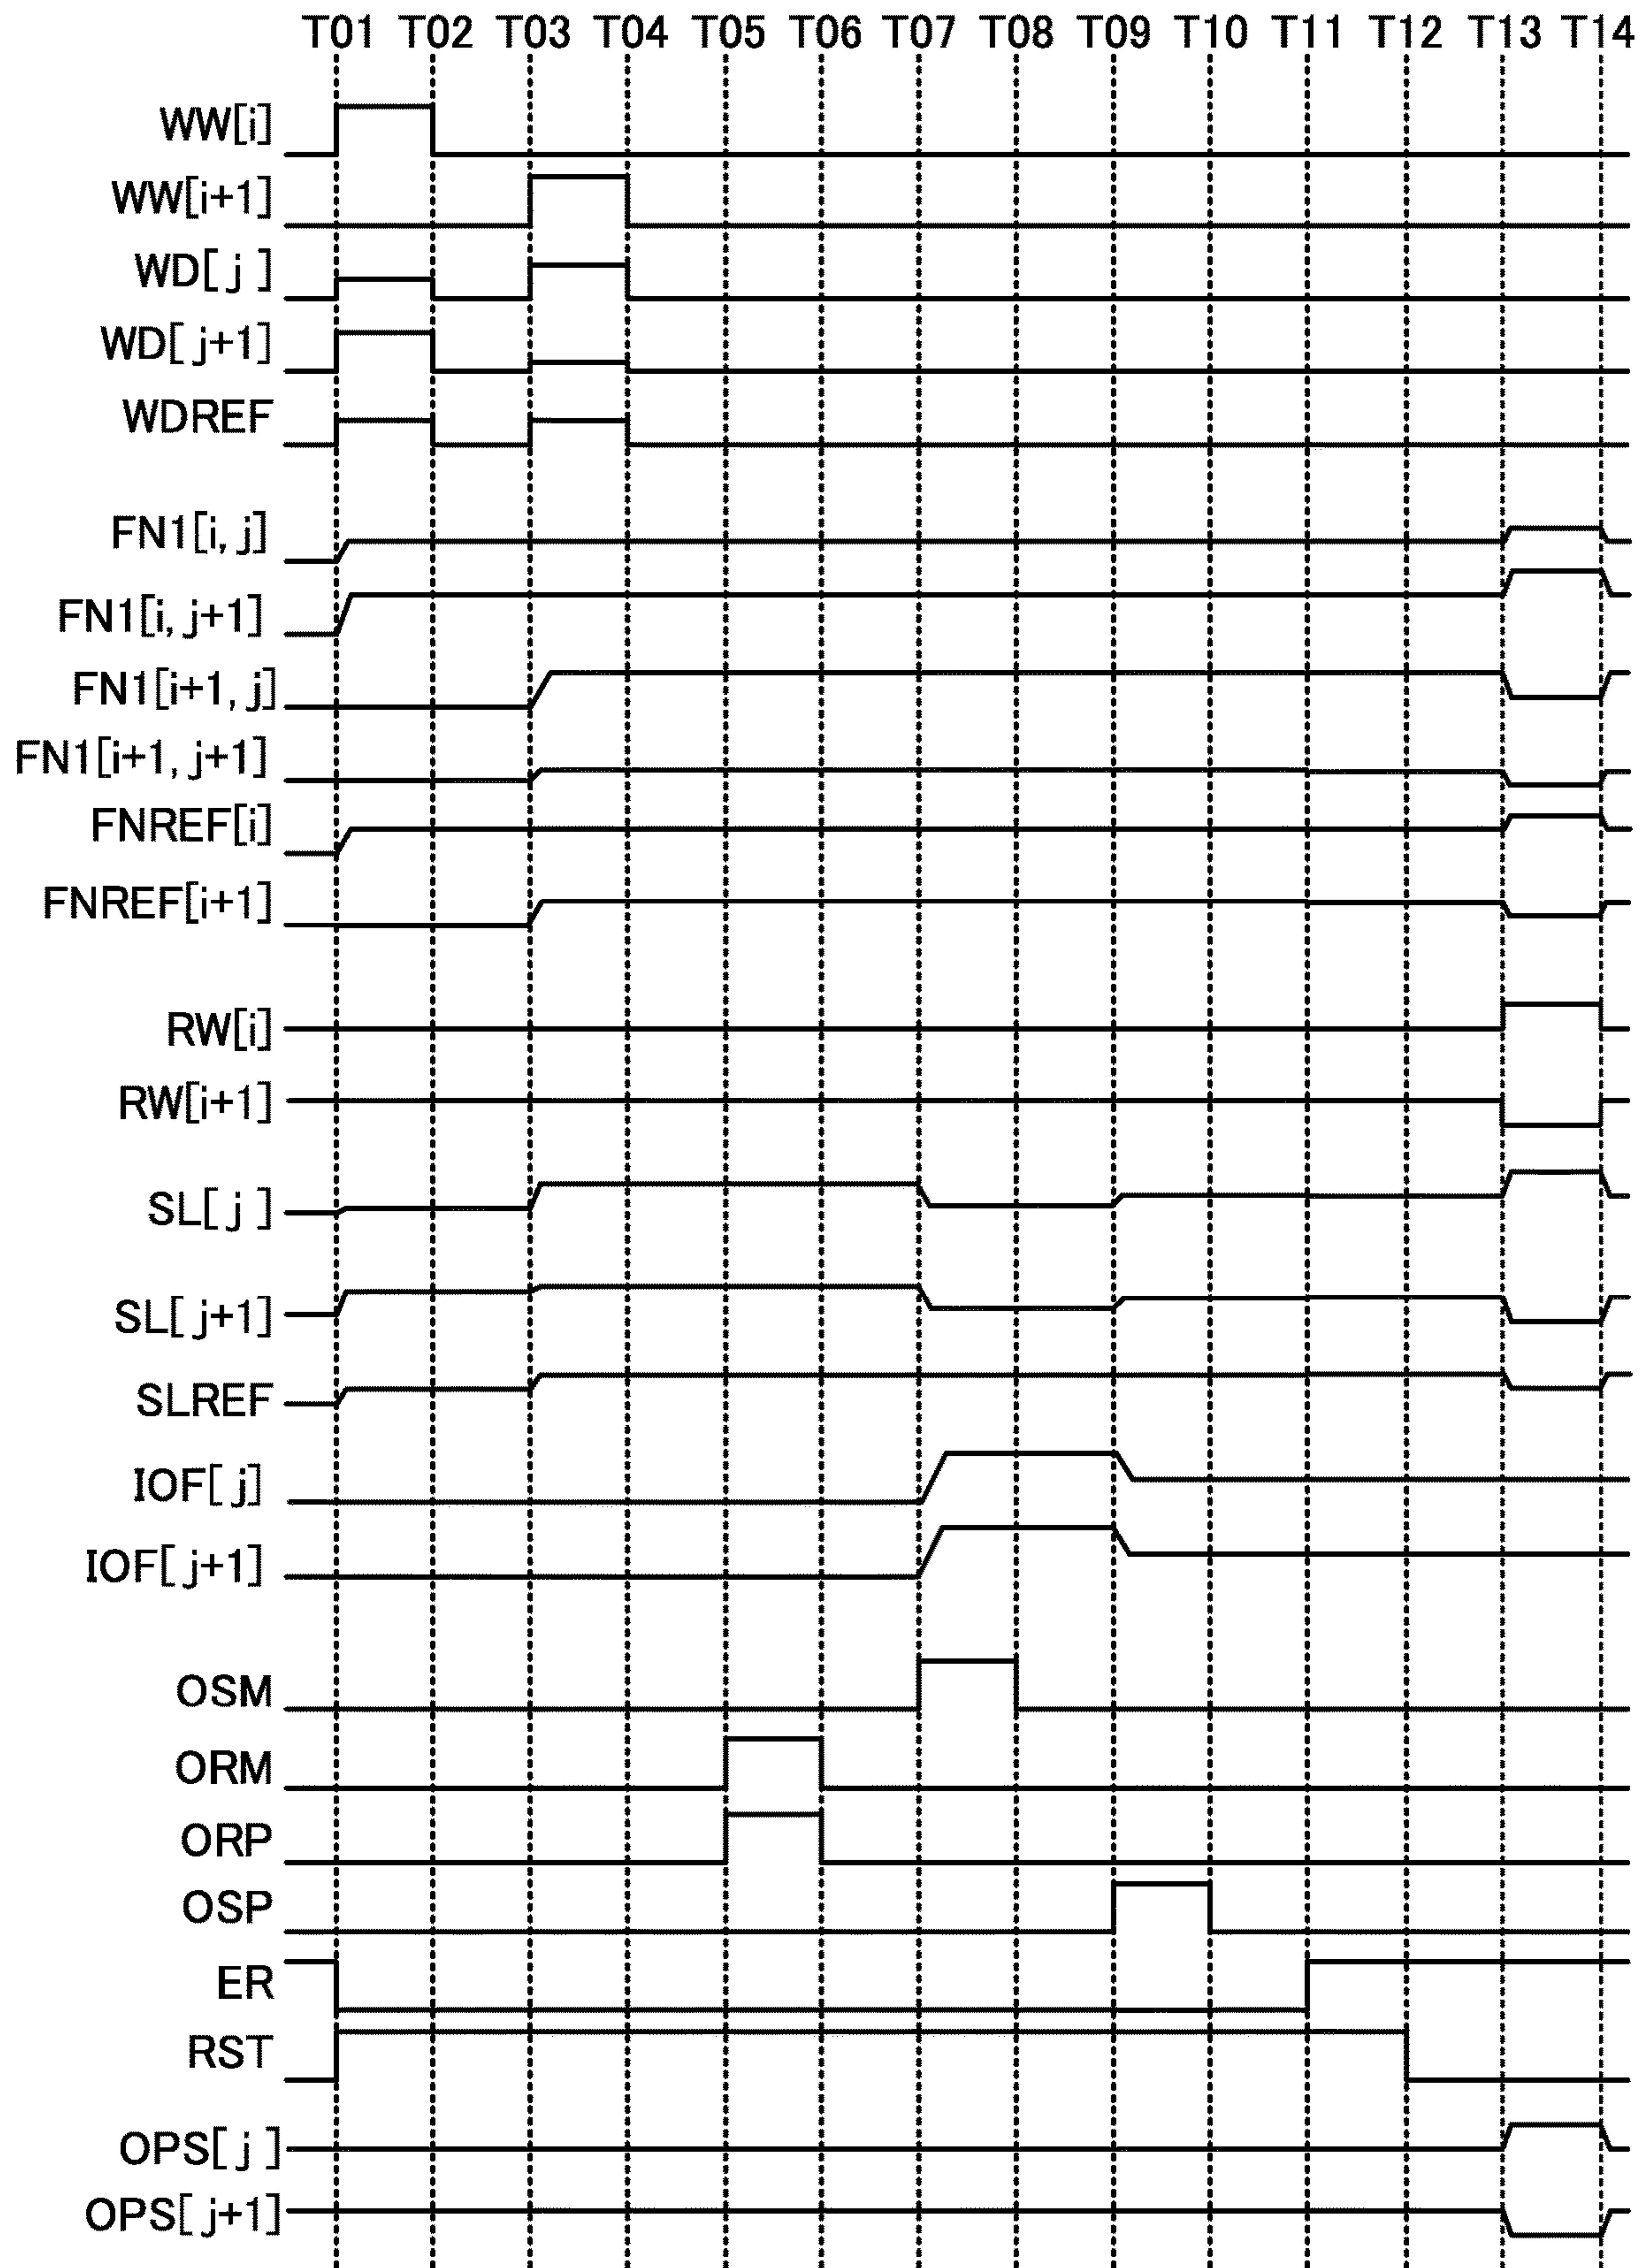 T01 T02 T03 T04 T05 T06 T07 T08 T09 T10 T11 T12 T13 T14
WW[i]
WW[i+1]
WD[j]
WD[j+1]
WDREF
FN1[i,j]
FN1[i,j+1]
FN1[i+1,j]
FN1[i+1,j+1]
FNREF[i]
FNREF[i+1]
RW[i]
RW[i+1]
SL[j]
SL[j+1]
SLREF
IOF[j]
IOF[j+1]
OSM
ORM
ORP
OSP
ER
RST
OPS[j]
OPS[j+1]